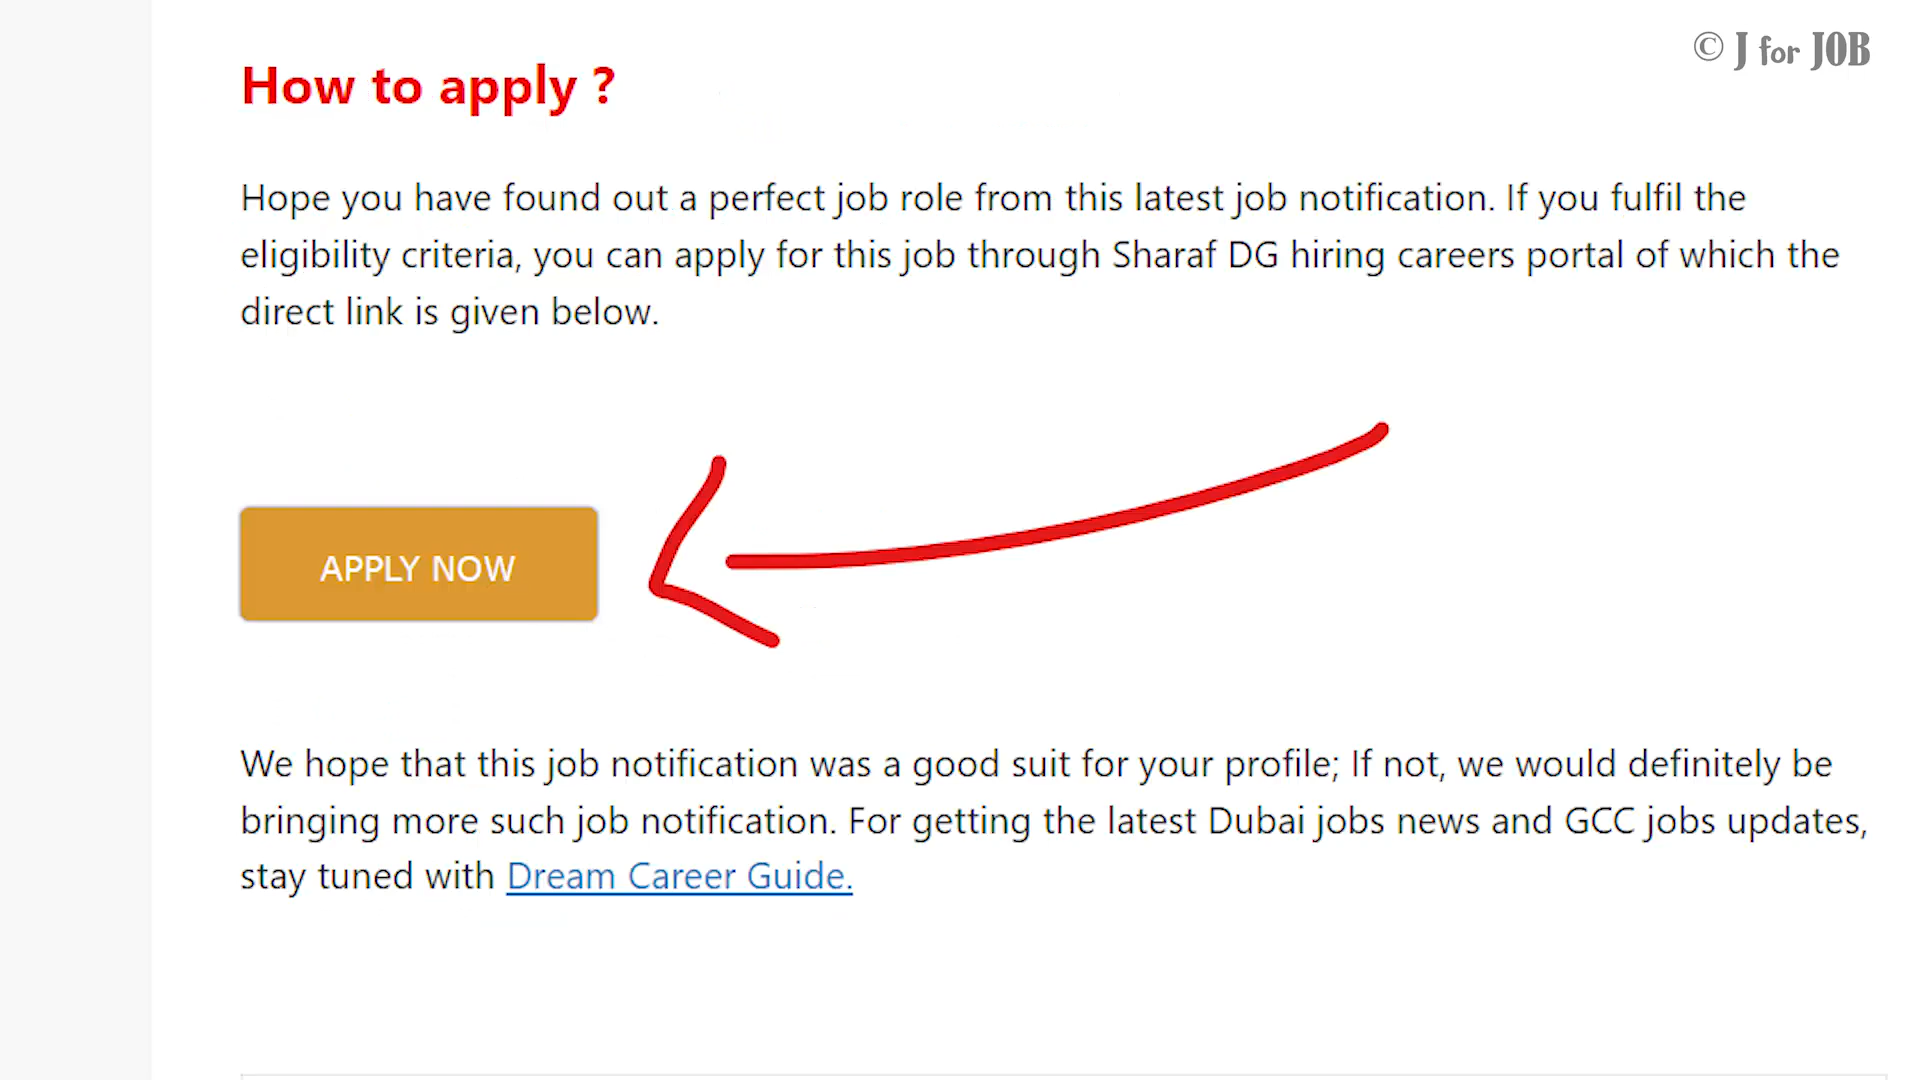 © J for JOB
How to apply ?
Hope you have found out a perfect job role from this latest job notification. If you fulfil the
eligibility criteria, you can apply for this job through Sharaf DG hiring careers portal of which the
direct link is given below.
APPLY NOW
We hope that this job notification was a good suit for your profile; If not, we would definitely be
bringing more such job notification. For getting the latest Dubai jobs news and GCC jobs updates,
stay tuned with Dream Career Guide.